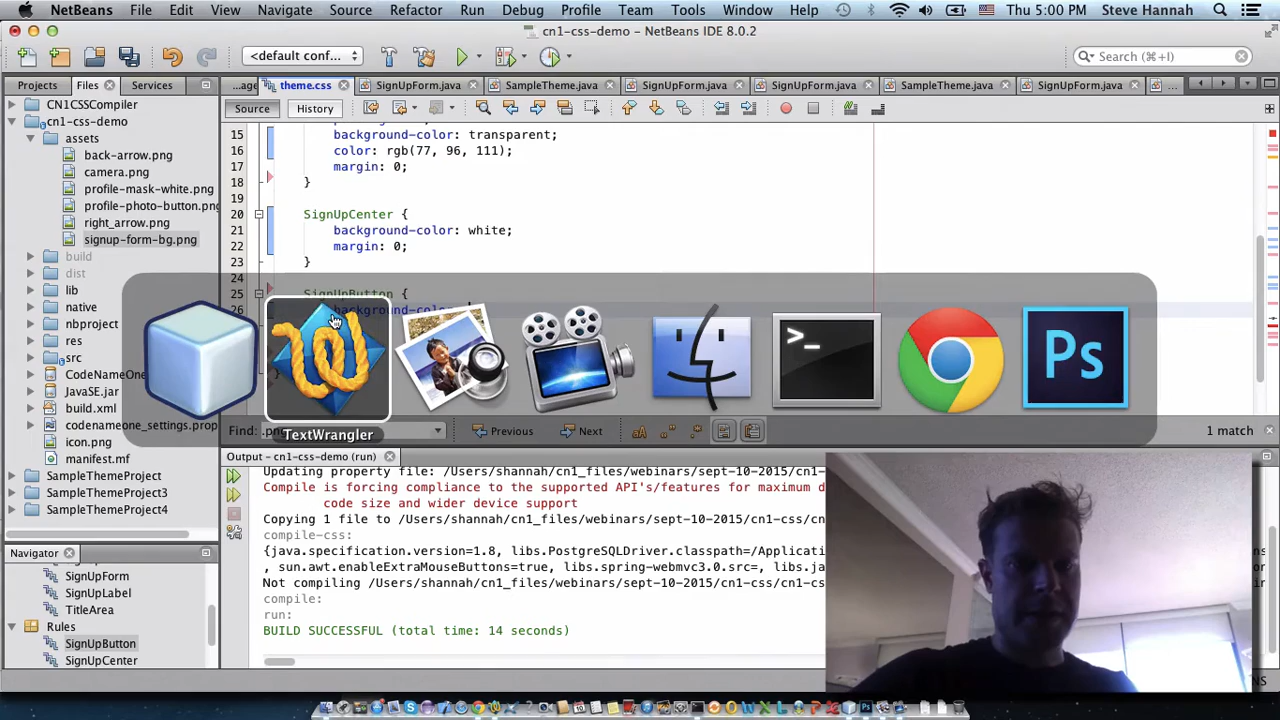 NetBeans File Edit View Navigate Source Refactor Run Debug Profile Team Tools Window Help Thu 5:00 PM Steve Hannah
cn1-css-demo - NetBeans IDE 8.0.2
<default conf...
Search (⌘+I)
Projects Files Services
...age theme.css SignUpForm.java SampleTheme.java SignUpForm.java SignUpForm.java SampleTheme.java SignUpForm.java ...
Source History
CN1CSSCompiler
cn1-css-demo
assets
back-arrow.png
camera.png
profile-mask-white.png
profile-photo-button.png
right_arrow.png
signup-form-bg.png
build
dist
lib
native
nbproject
res
src
CodeNameOne
JavaSE.jar
build.xml
codenameone_settings.prop
icon.png
manifest.mf
SampleThemeProject
SampleThemeProject3
SampleThemeProject4
15 background-color: transparent;
16 color: rgb(77, 96, 111);
17 margin: 0;
18 }
19
20 SignUpCenter {
21 background-color: white;
22 margin: 0;
23 }
24
25 SignUpButton {
26 background-color
>_
Ps
TextWrangler
Find: .pn
Previous Next
1 match
Output - cn1-css-demo (run)
Updating property file: /Users/shannah/cn1_files/webinars/sept-10-2015/cn1-
Compile is forcing compliance to the supported API's/features for maximum d
code size and wider device support
Copying 1 file to /Users/shannah/cn1_files/webinars/sept-10-2015/cn1-css/cn
compile-css:
{java.specification.version=1.8, libs.PostgreSQLDriver.classpath=/Applicati
, sun.awt.enableExtraMouseButtons=true, libs.spring-webmvc3.0.src=, libs.ja
Not compiling /Users/shannah/cn1_files/webinars/sept-10-2015/cn1-css/cn1-cs
compile:
run:
BUILD SUCCESSFUL (total time: 14 seconds)
Navigator
SignUpForm
SignUpLabel
TitleArea
Rules
SignUpButton
SignUpCenter